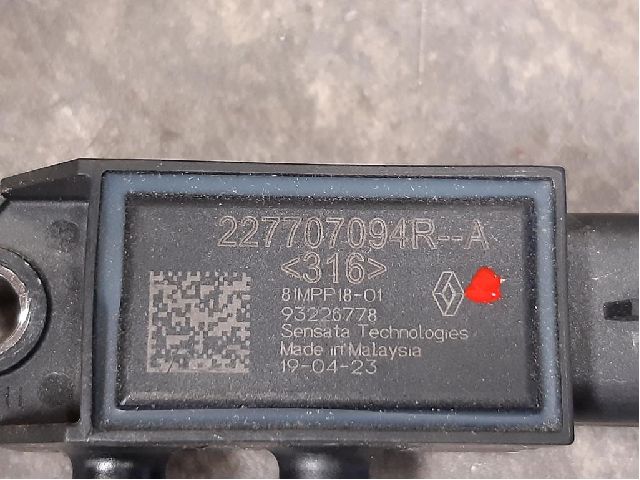 227707094R--A
<316>
81MPP18-01
93226778
Sensata Technologies
Made in Malaysia
19-04-23